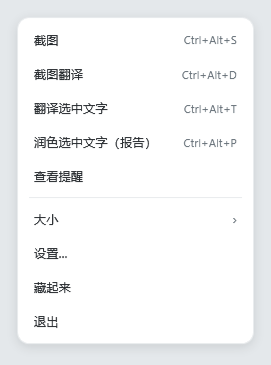 截图 Ctrl+Alt+S
截图翻译 Ctrl+Alt+D
翻译选中文字 Ctrl+Alt+T
润色选中文字（报告） Ctrl+Alt+P
查看提醒
大小 ›
设置...
藏起来
退出